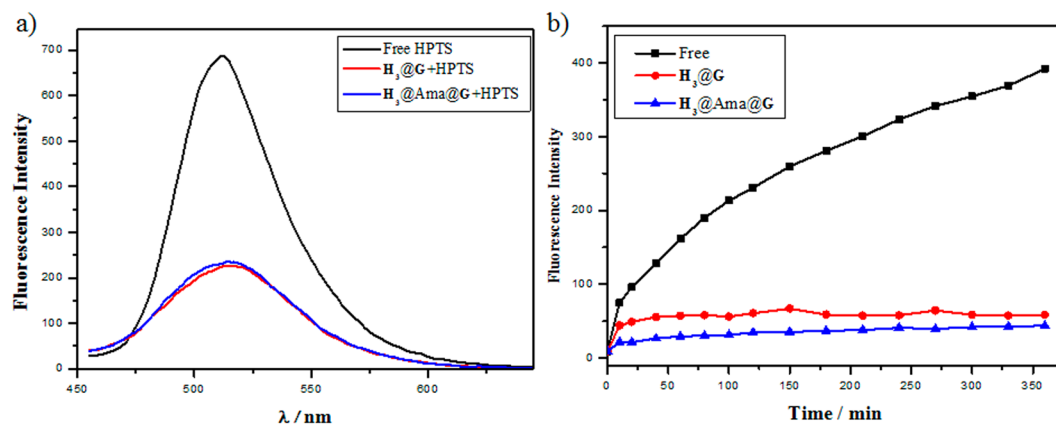 a)
Fluorescence Intensity
700
600
500
400
300
200
100
0
450
500
550
600
λ / nm
Free HPTS
H3@G+HPTS
H3@Ama@G+HPTS
b)
Fluorescence Intensity
400
300
200
100
0
0
50
100
150
200
250
300
350
Time / min
Free
H3@G
H3@Ama@G